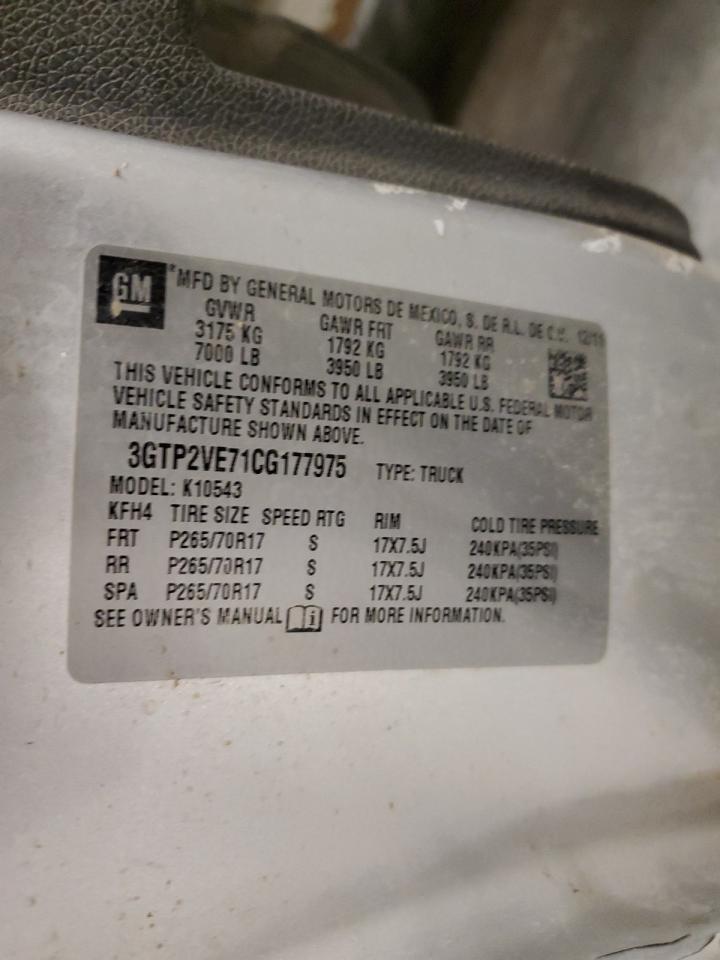 GM
*MFD BY GENERAL MOTORS DE MEXICO, S. DE R.L. DE C.V. 12/11
GVWR GAWR FRT GAWR RR
3175 KG 1792 KG 1792 KG
7000 LB 3950 LB 3950 LB
THIS VEHICLE CONFORMS TO ALL APPLICABLE U.S. FEDERAL MOTOR
VEHICLE SAFETY STANDARDS IN EFFECT ON THE DATE OF
MANUFACTURE SHOWN ABOVE.
3GTP2VE71CG177975 TYPE: TRUCK
MODEL: K10543
KFH4 TIRE SIZE SPEED RTG RIM COLD TIRE PRESSURE
FRT P265/70R17 S 17X7.5J 240KPA(35PSI)
RR P265/70R17 S 17X7.5J 240KPA(35PSI)
SPA P265/70R17 S 17X7.5J 240KPA(35PSI)
SEE OWNER'S MANUAL i FOR MORE INFORMATION.